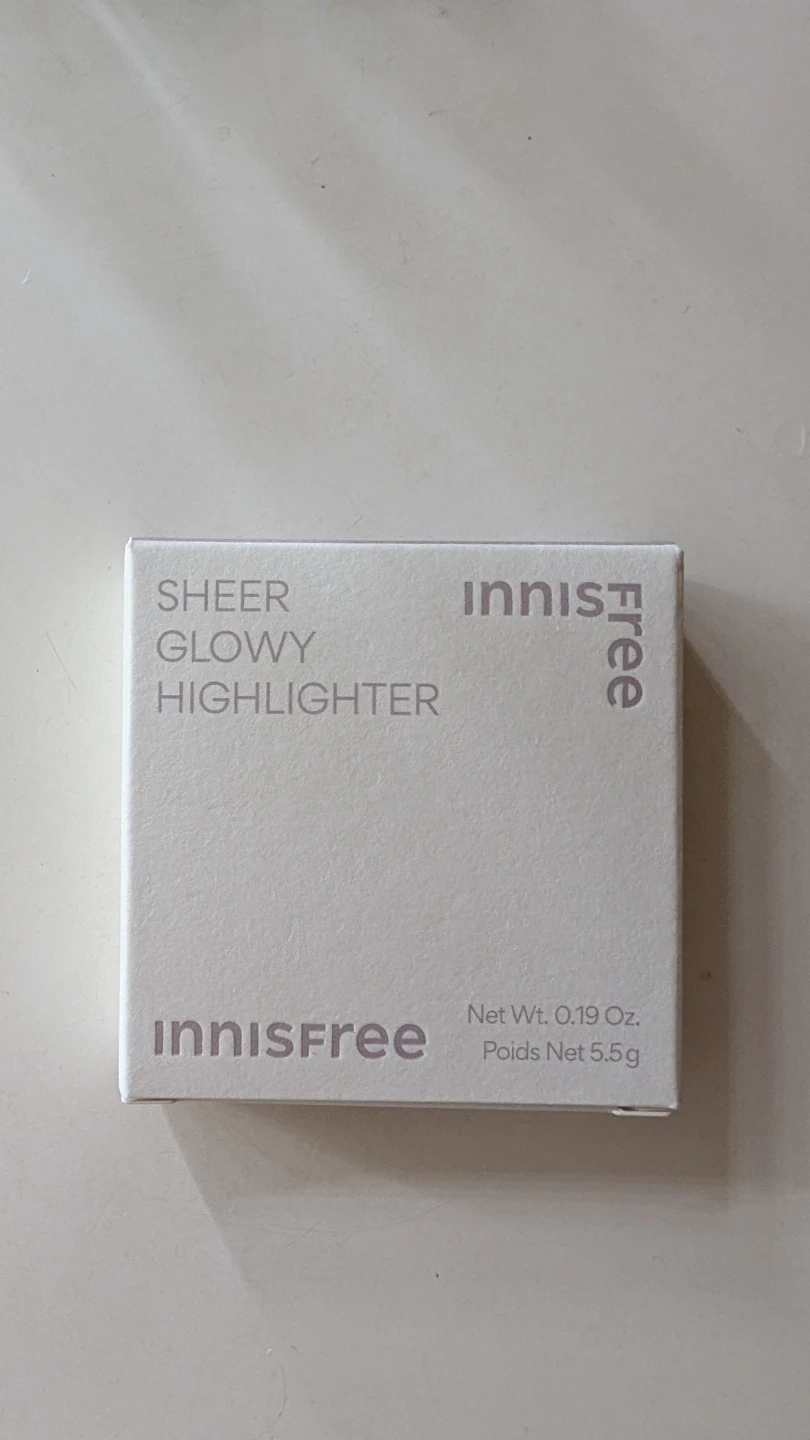 SHEER
GLOWY
HIGHLIGHTER
INNISFree
INNISFree
Net Wt. 0.19 Oz.
Poids Net 5.5g